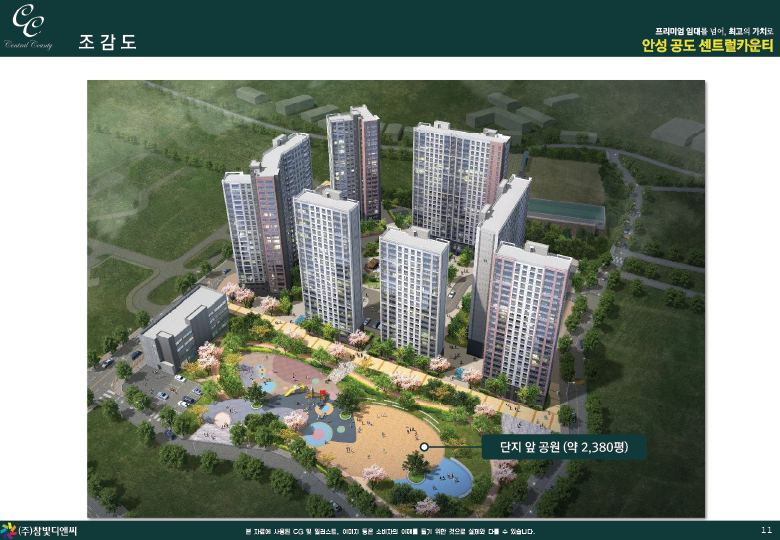 CC
Central County
조감도
프리미엄 임대를 넘어, 최고의 가치로
안성 공도 센트럴카운티
단지 앞 공원 (약 2,380평)
(주)참빛디앤씨
본 자료에 사용된 CG 및 일러스트, 이미지 등은 소비자의 이해를 돕기 위한 것으로 실제와 다를 수 있습니다.
11